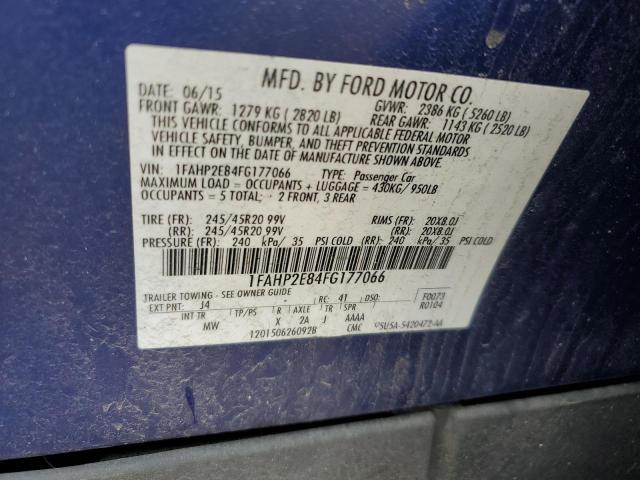 MFD. BY FORD MOTOR CO.
DATE: 06/15 GVWR: 2386 KG ( 5260 LB)
FRONT GAWR: 1279 KG ( 2820 LB) REAR GAWR: 1143 KG ( 2520 LB)
THIS VEHICLE CONFORMS TO ALL APPLICABLE FEDERAL MOTOR
VEHICLE SAFETY, BUMPER, AND THEFT PREVENTION STANDARDS
IN EFFECT ON THE DATE OF MANUFACTURE SHOWN ABOVE.
VIN: 1FAHP2E84FG177066 TYPE: Passenger Car
MAXIMUM LOAD = OCCUPANTS + LUGGAGE = 430KG/ 950LB
OCCUPANTS = 5 TOTAL; - 2 FRONT, 3 REAR
TIRE (FR): 245/45R20 99V RIMS (FR): 20X8.0J
(RR): 245/45R20 99V (RR): 20X8.0J
PRESSURE (FR): 240 kPa/ 35 PSI COLD (RR): 240 kPa/35 PSI COLD
1FAHP2E84FG177066
TRAILER TOWING - SEE OWNER GUIDE
EXT PNT: J4 - RC: 41 DSO: F0073
R0104
INT TR TP/PS R AXLE TR SPR
MW X 2A J AAAA
120150626092B CMC